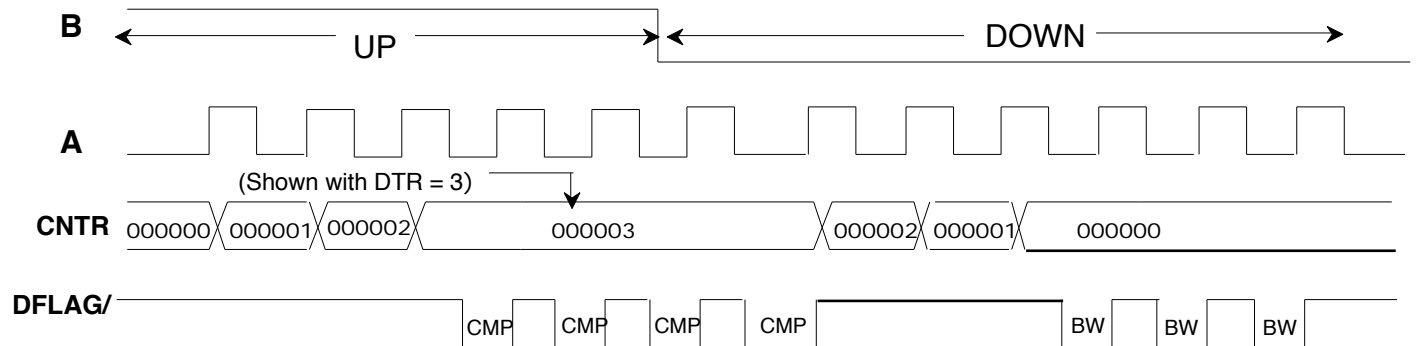 B UP DOWN
A
(Shown with DTR = 3)
CNTR 000000 000001 000002 000003 000002 000001 000000
DFLAG/ CMP CMP CMP CMP BW BW BW